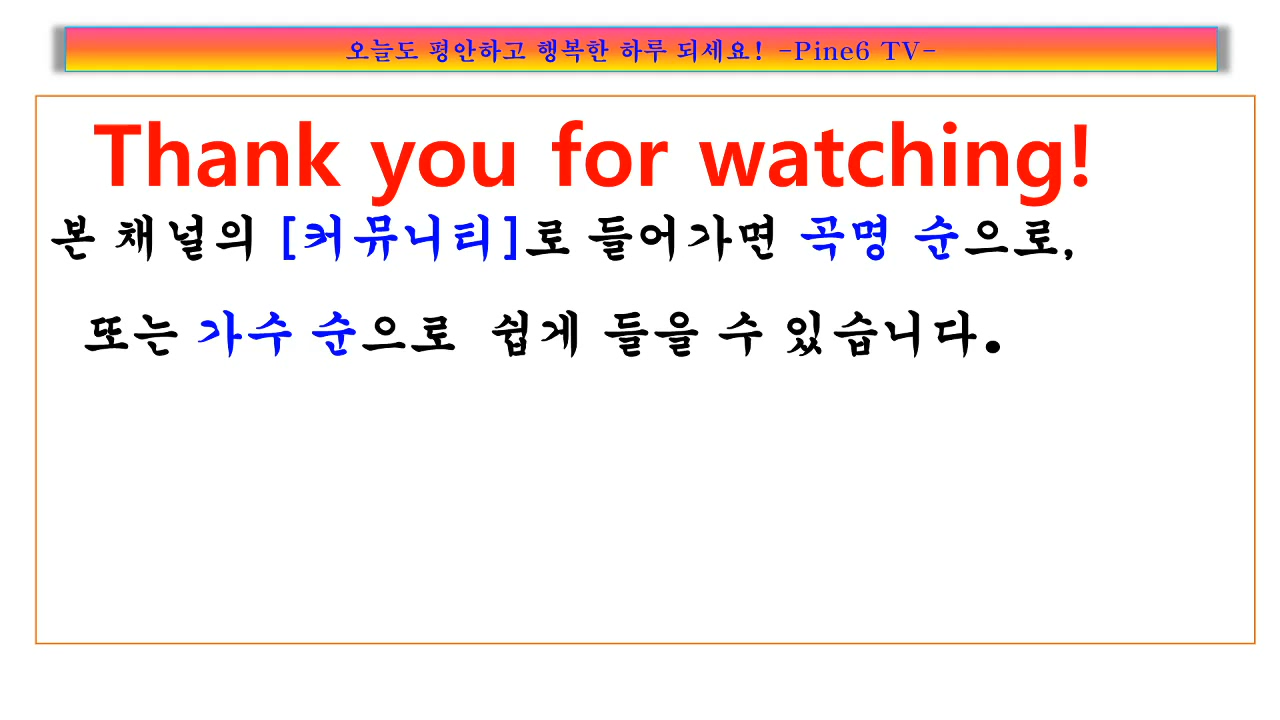 오늘도 평안하고 행복한 하루 되세요! -Pine6 TV-
Thank you for watching!
본 채널의 [커뮤니티]로 들어가면 곡명 순으로,
또는 가수 순으로 쉽게 들을 수 있습니다.